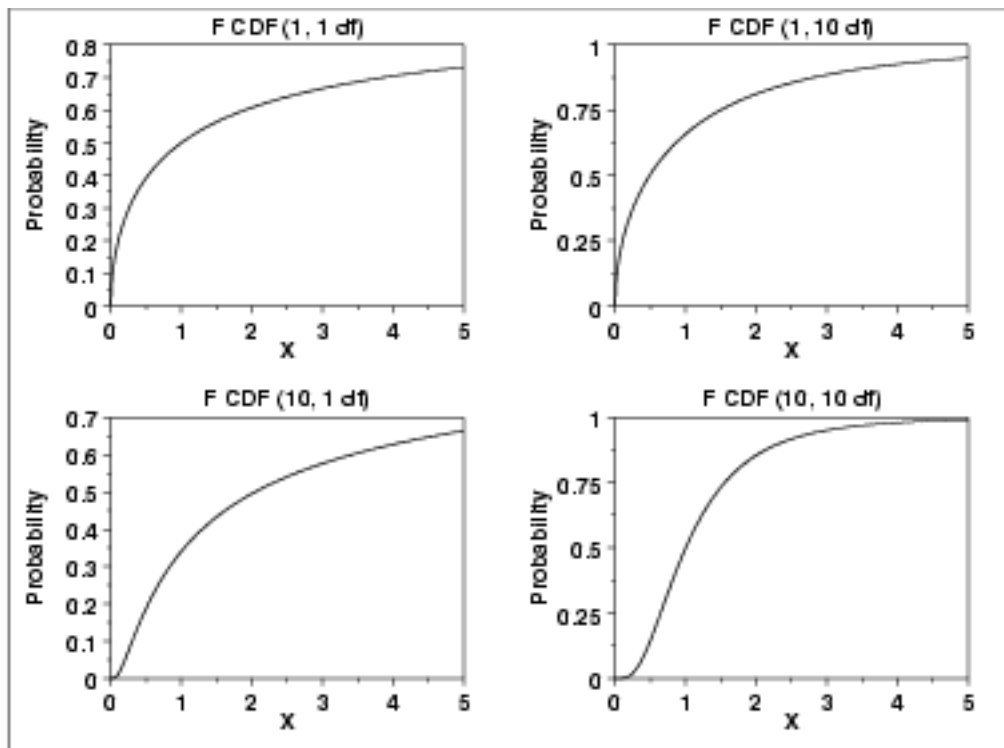 F CDF (1, 1 df)
Probability
0.8
0.7
0.6
0.5
0.4
0.3
0.2
0.1
0
0 1 2 3 4 5
X
F CDF (1, 10 df)
Probability
1
0.75
0.5
0.25
0
0 1 2 3 4 5
X
F CDF (10, 1 df)
Probability
0.7
0.6
0.5
0.4
0.3
0.2
0.1
0
0 1 2 3 4 5
X
F CDF (10, 10 df)
Probability
1
0.75
0.5
0.25
0
0 1 2 3 4 5
X